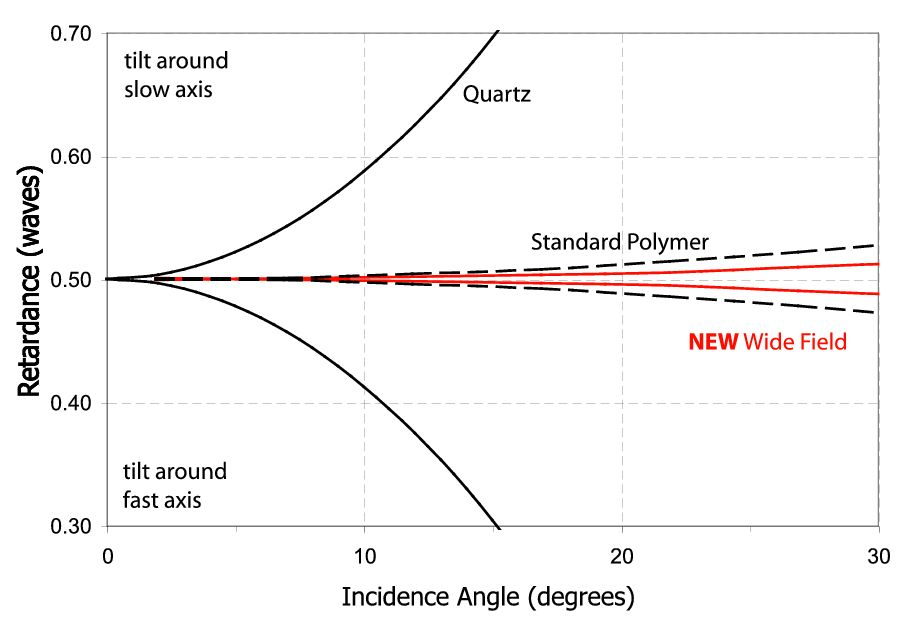 0.70
tilt around
slow axis
Quartz
0.60
Standard Polymer
0.50
NEW Wide Field
0.40
tilt around
fast axis
0.30
0
10
20
30
Retardance (waves)
Incidence Angle (degrees)